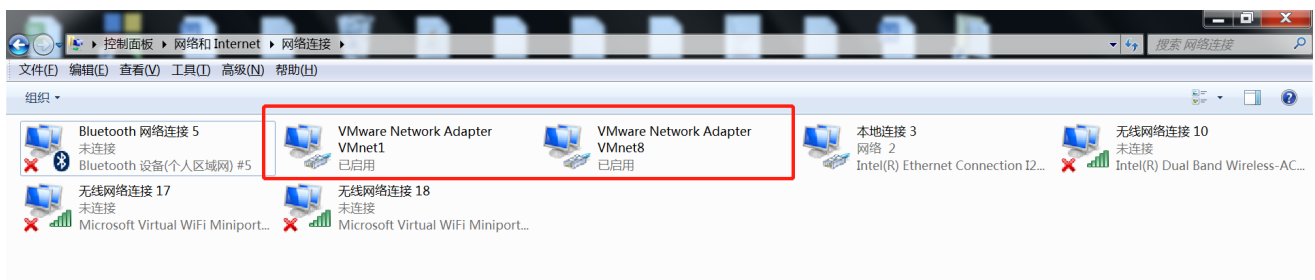 控制面板 ▸ 网络和 Internet ▸ 网络连接 ▸
搜索 网络连接
文件(F) 编辑(E) 查看(V) 工具(T) 高级(N) 帮助(H)
组织
Bluetooth 网络连接 5
未连接
Bluetooth 设备(个人区域网) #5
VMware Network Adapter
VMnet1
已启用
VMware Network Adapter
VMnet8
已启用
本地连接 3
网络 2
Intel(R) Ethernet Connection I2...
无线网络连接 10
未连接
Intel(R) Dual Band Wireless-AC...
无线网络连接 17
未连接
Microsoft Virtual WiFi Miniport...
无线网络连接 18
未连接
Microsoft Virtual WiFi Miniport...